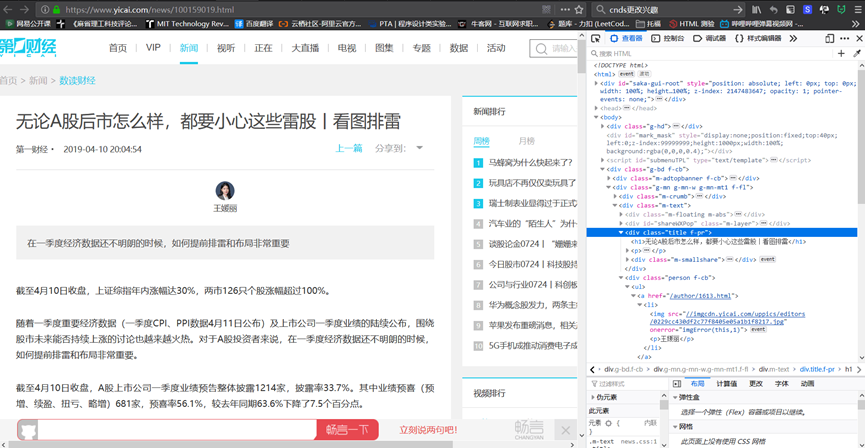 https://www.yicai.com/news/100159019.html
cnds更改兴趣
网易公开课
《麻省理工科技评论...
MIT Technology Rev...
百度翻译
云栖社区-阿里云官方...
PTA | 程序设计类实验...
牛客网 - 互联网求职...
题库 - 力扣 (LeetCod...
托福
HTML 测验
哔哩哔哩弹幕视频网 -...
第一财经
YICAI
首页
VIP
新闻
视听
正在
大直播
电视
图集
专题
数据
活动
请输入
首页 > 新闻 > 数读财经
无论A股后市怎么样，都要小心这些雷股丨看图排雷
第一财经 • 2019-04-10 20:04:54
上一篇 分享到:
王媛丽
在一季度经济数据还不明朗的时候，如何提前排雷和布局非常重要
截至4月10日收盘，上证综指年内涨幅达30%，两市126只个股涨幅超过100%。
随着一季度重要经济数据（一季度CPI、PPI数据4月11日公布）及上市公司一季度业绩的陆续公布，围绕
股市未来能否持续上涨的讨论也越来越火热。对于A股投资者来说，在一季度经济数据还不明朗的时候，
如何提前排雷和布局非常重要。
截至4月10日收盘，A股上市公司一季度业绩预告整体披露1214家，披露率33.7%。其中业绩预喜（预
增、续盈、扭亏、略增）681家，预喜率56.1%，较去年同期63.6%下降了7.5个百分点。
畅言一下
立刻说两句吧！
畅言
CHANGYAN
新闻排行
周榜
月榜
1 马蜂窝为什么快起来了？
2 玩具店不再仅仅卖玩具了
3 瑞士制表业显得过于正式
4 汽车业的“陌生人”为什
5 谈股论金0724丨“姗姗来
6 今日股市0724丨科技股扌
7 公司与行业0724丨科创板
8 华为概念股发力，两条主
9 苹果发布重磅消息，相关
10 5G手机或推动消费电子成
视频排行
查看器
控制台
调试器
样式编辑器
搜索 HTML
<!DOCTYPE html>
<html> event 滚动
<div id="saka-gui-root" style="position: absolute; left: 0px; top: 0px;
width: 100%; height…100%; z-index: 2147483647; opacity: 1; pointer-
events: none;"></div>
<head></head>
<body>
<div class="g-hd"></div>
<div id="mark_mask" style="display:none;position:fixed;top:40px;
left:0;z-index:99999999;height:1000px;width:100%;
background:rgba(0,0,0,0.4);"></div>
<script id="submenuTPL" type="text/template"></script>
<div class="g-bd f-cb">
<div class="m-adtopbanner f-cb"></div>
<div class="g-mn g-mn-w g-mn-mt1 f-fl">
<div class="m-crumb"></div>
<div class="m-text">
<div class="m-floating m-abs"></div>
<div id="shareWXPop" class="m-layer"></div>
<div class="title f-pr">
<h1>无论A股后市怎么样，都要小心这些雷股丨看图排雷</h1>
<p></p>
<div class="m-smallshare"></div> event
</div>
<div class="person f-cb">
<ul>
<a href="/author/1613.html">
<li>
<img src="//imgcdn.yicai.com/uppics/editors
/0229cc430df2c77f8405e05a1b1f8217.jpg"
onerror="imgError(this,1)"> event
<p>王媛丽</p>
</li>
</a>
div.g-bd.f-cb
div.g-mn.g-mn-w.g-mn-mt1.f-fl
div.m-text
div.title.f-pr
h1
过滤样式
布局
计算值
更改
字体
动画
伪元素
此元素
元素 内联
}
.m-text news.css:1
弹性盒
选择一个弹性（Flex）容器或项目以继续。
网格
此页面上没有使用 CSS 网格